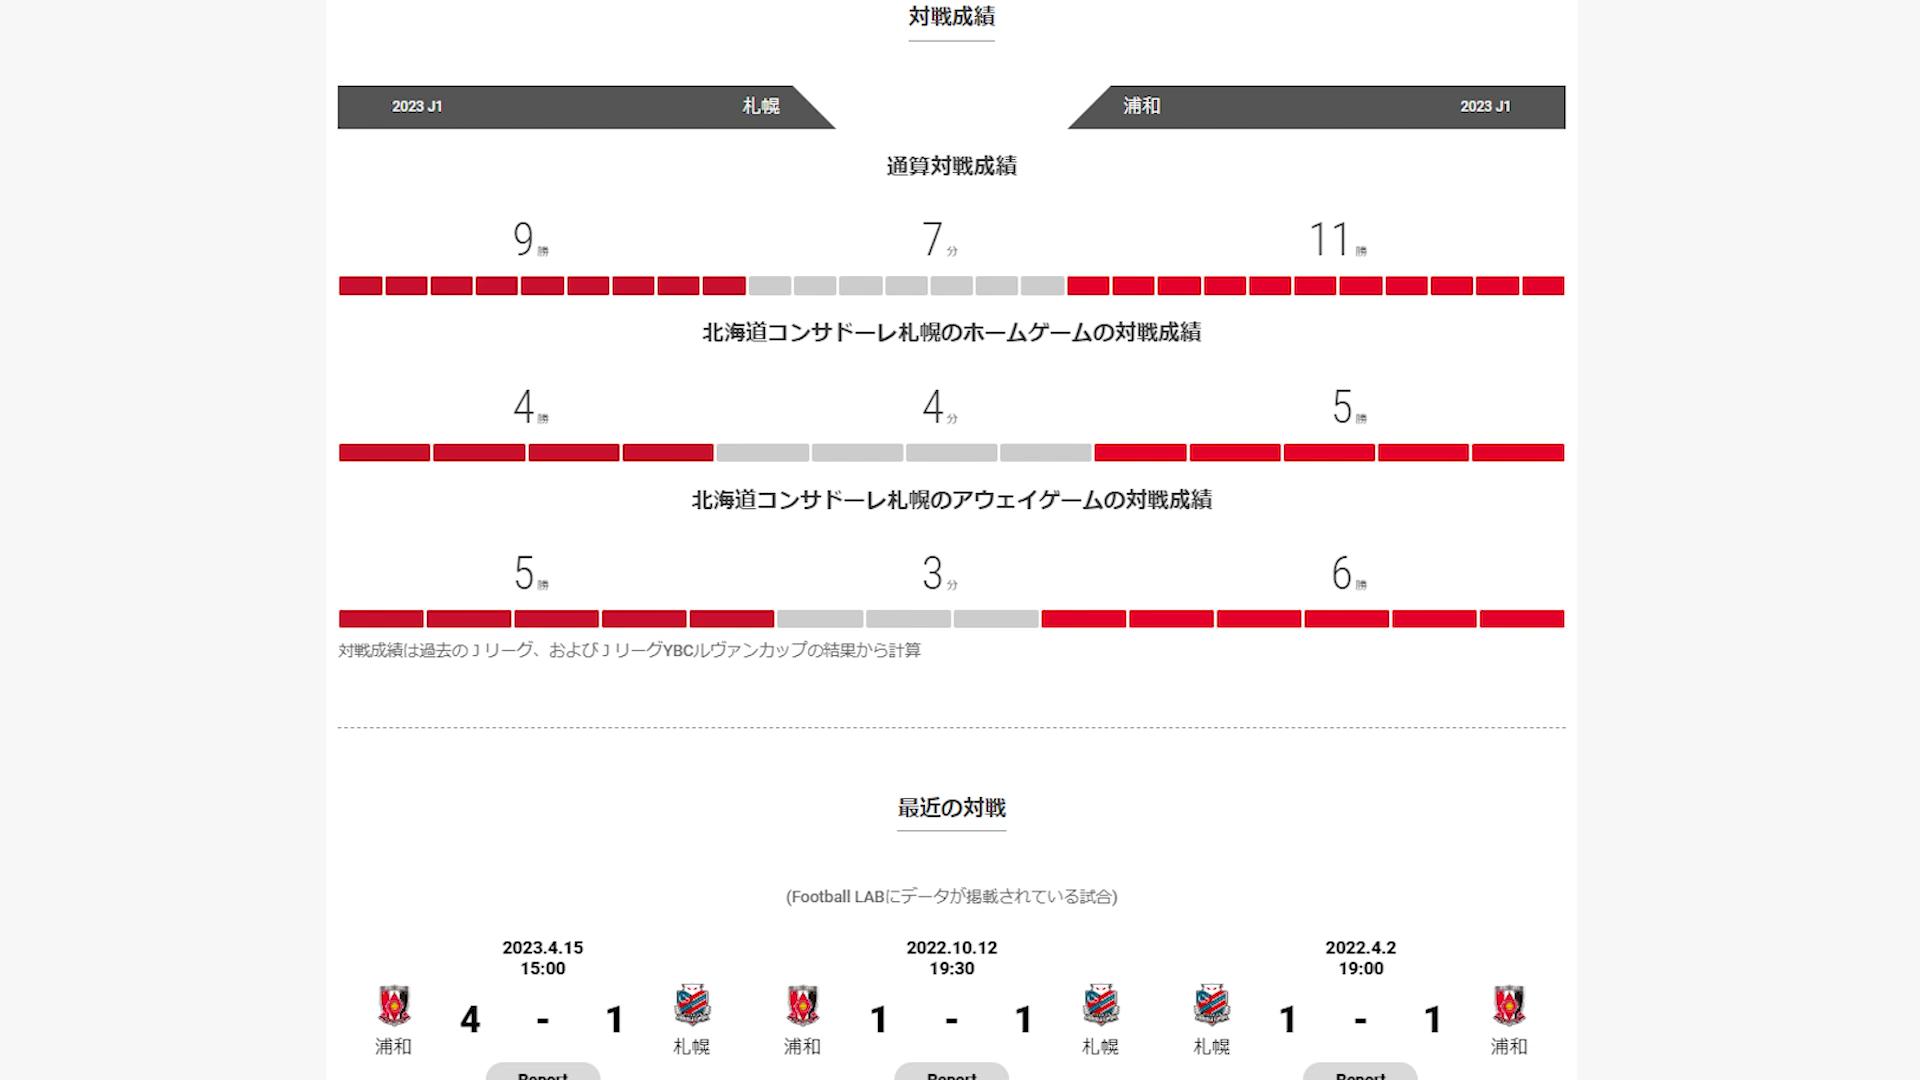 対戦成績
2023 J1 札幌 浦和 2023 J1
通算対戦成績
9勝 7分 11勝
北海道コンサドーレ札幌のホームゲームの対戦成績
4勝 4分 5勝
北海道コンサドーレ札幌のアウェイゲームの対戦成績
5勝 3分 6勝
対戦成績は過去のJリーグ、およびJリーグYBCルヴァンカップの結果から計算
最近の対戦
(Football LABにデータが掲載されている試合)
2023.4.15 2022.10.12 2022.4.2
15:00 19:30 19:00
4 - 1 1 - 1 1 - 1
浦和 札幌 浦和 札幌 札幌 浦和
Report Report Report